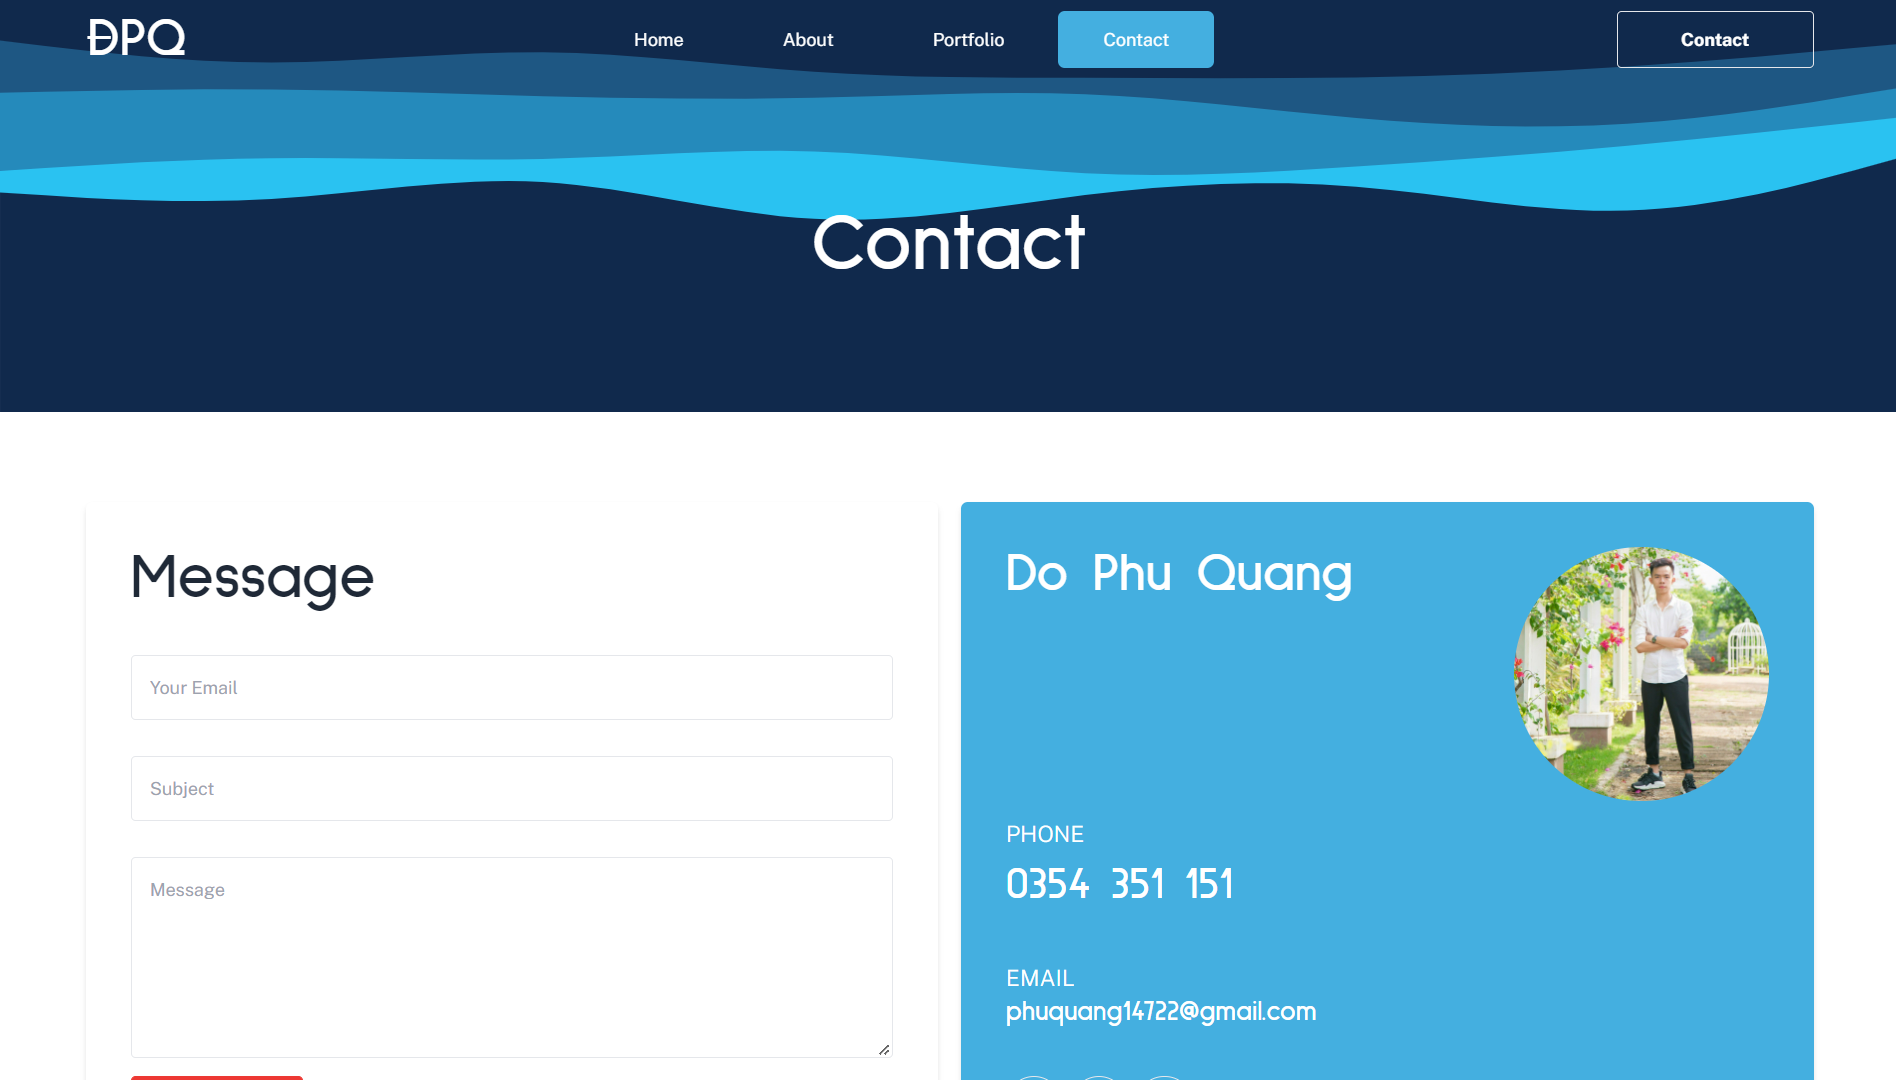 ĐPQ
Home
About
Portfolio
Contact
Contact
Contact
Message
Your Email
Subject
Message
Do Phu Quang
PHONE
0354 351 151
EMAIL
phuquang14722@gmail.com